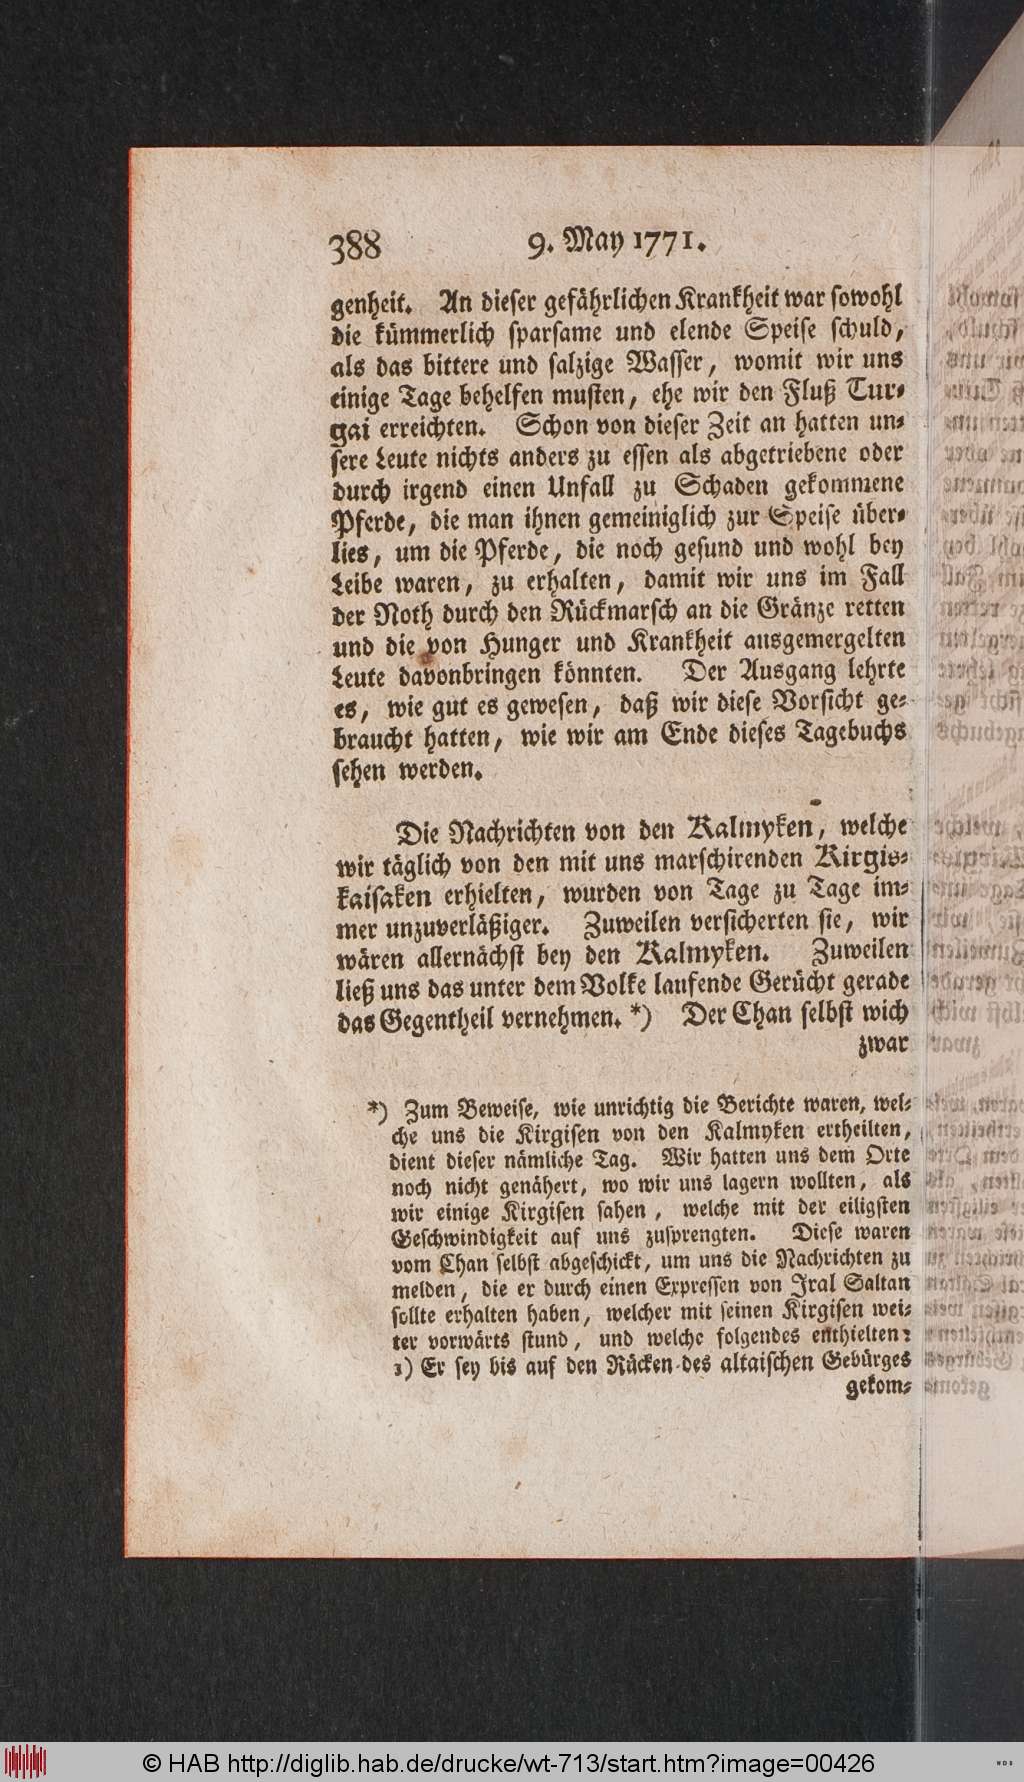 388 9. May 1771.
genheit. An dieser gefährlichen Krankheit war sowohl
die kümmerlich sparsame und elende Speise schuld,
als das bittere und salzige Wasser, womit wir uns
einige Tage behelfen musten, ehe wir den Fluß Tur-
gai erreichten. Schon von dieser Zeit an hatten un-
sere Leute nichts anders zu essen als abgetriebene oder
durch irgend einen Unfall zu Schaden gekommene
Pferde, die man ihnen gemeiniglich zur Speise über-
lies, um die Pferde, die noch gesund und wohl bey
Leibe waren, zu erhalten, damit wir uns im Fall
der Noth durch den Rückmarsch an die Gränze retten
und die von Hunger und Krankheit ausgemergelten
Leute davonbringen könnten. Der Ausgang lehrte
es, wie gut es gewesen, daß wir diese Vorsicht ge-
braucht hatten, wie wir am Ende dieses Tagebuchs
sehen werden.
Die Nachrichten von den Kalmyken, welche
wir täglich von den mit uns marschirenden Kirgis-
kaisaken erhielten, wurden von Tage zu Tage im-
mer unzuverläßiger. Zuweilen versicherten sie, wir
wären allernächst bey den Kalmyken. Zuweilen
ließ uns das unter dem Volke laufende Gerücht gerade
das Gegentheil vernehmen. *) Der Chan selbst wich
zwar
*) Zum Beweise, wie unrichtig die Berichte waren, wel-
che uns die Kirgisen von den Kalmyken ertheilten,
dient dieser nämliche Tag. Wir hatten uns dem Orte
noch nicht genähert, wo wir uns lagern wollten, als
wir einige Kirgisen sahen, welche mit der eiligsten
Geschwindigkeit auf uns zusprengten. Diese waren
vom Chan selbst abgeschickt, um uns die Nachrichten zu
melden, die er durch einen Expressen von Iral Saltan
sollte erhalten haben, welcher mit seinen Kirgisen wei-
ter vorwärts stund, und welche folgendes enthielten:
1) Er sey bis auf den Rücken des altaischen Gebürges
gekom-
© HAB http://diglib.hab.de/drucke/wt-713/start.htm?image=00426